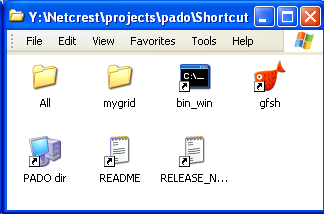 Y:\Netcrest\projects\pado\Shortcut
File Edit View Favorites Tools Help
All mygrid bin_win gfsh
PADO dir README RELEASE_N...